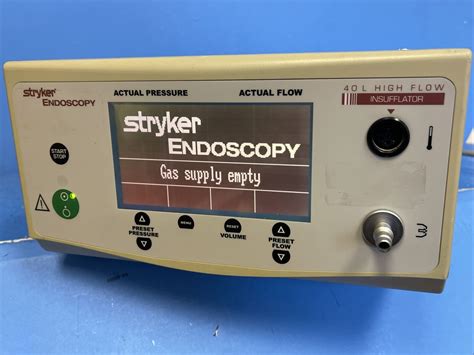 stryker
ENDOSCOPY
ACTUAL PRESSURE
ACTUAL FLOW
40 L HIGH FLOW
INSUFFLATOR
stryker
ENDOSCOPY
Gas supply empty
START
STOP
PRESET
PRESSURE
MENU
RESET
VOLUME
PRESET
FLOW